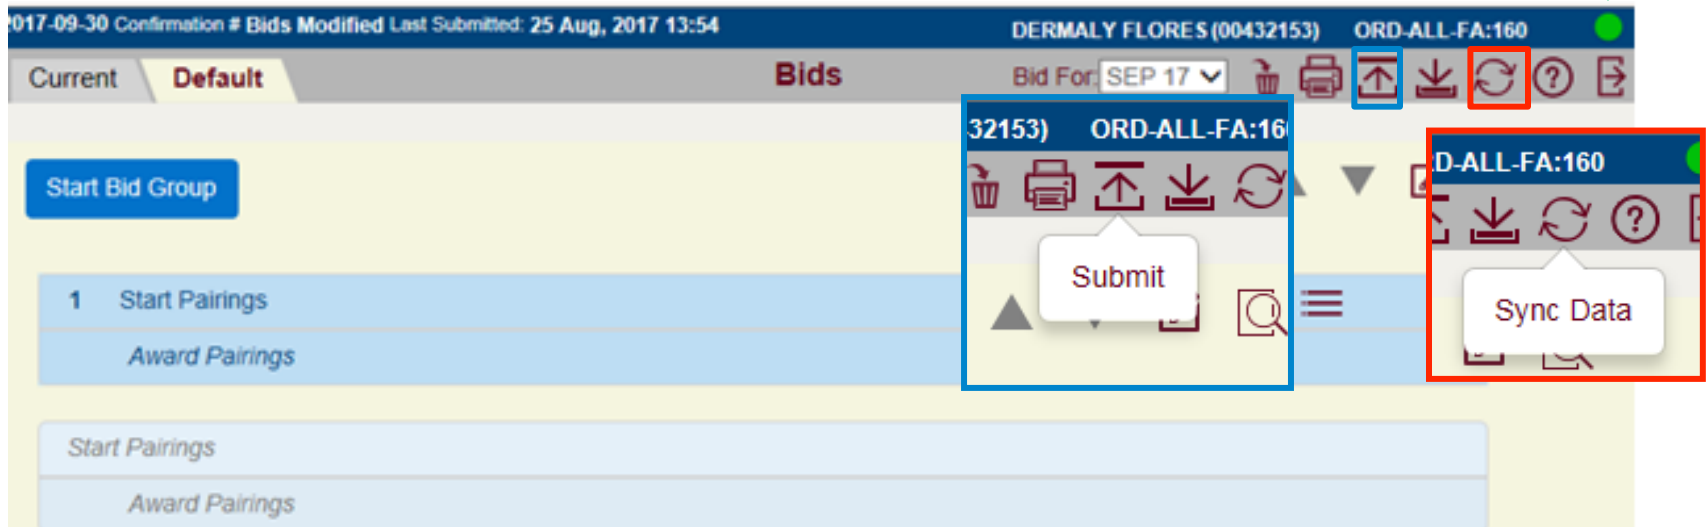 2017-09-30 Confirmation # Bids Modified Last Submitted: 25 Aug, 2017 13:54 DERMALY FLORES (00432153) ORD-ALL-FA:160
Current Default Bids Bid For: SEP 17
32153) ORD-ALL-FA:16
D-ALL-FA:160
Start Bid Group
Submit
Sync Data
1 Start Pairings
Award Pairings
Start Pairings
Award Pairings